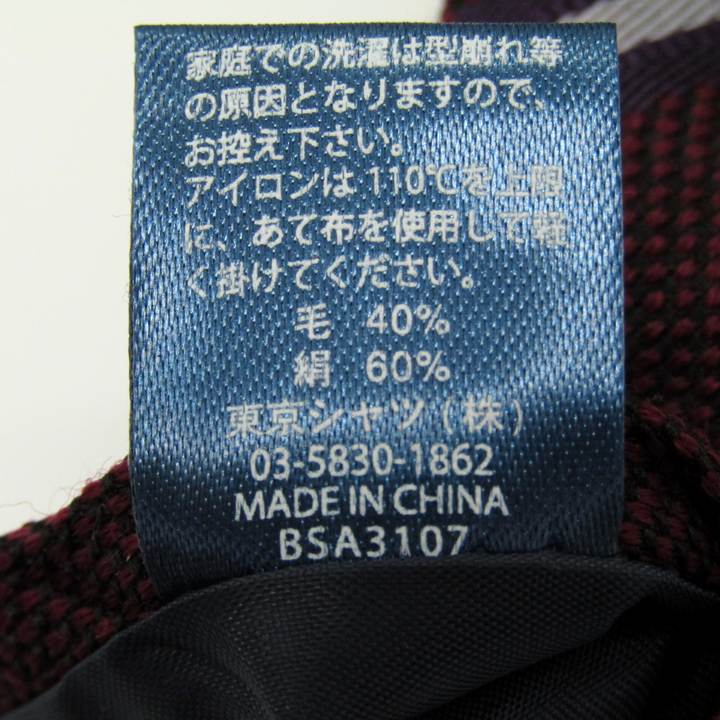 家庭での洗濯は型崩れ等
の原因となりますので、
お控え下さい。
アイロンは110℃を上限
に、あて布を使用して軽
く掛けてください。
毛 40%
絹 60%
東京シャツ(株)
03-5830-1862
MADE IN CHINA
BSA3107